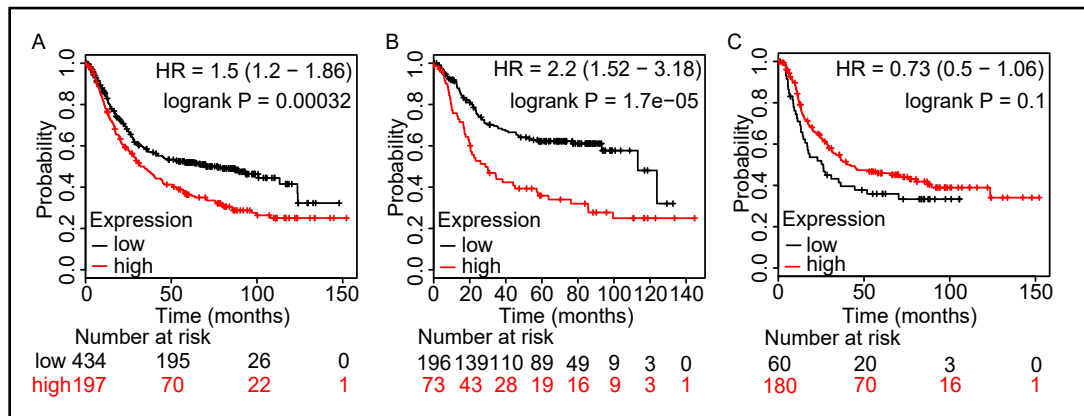 A
HR = 1.5 (1.2 − 1.86)
logrank P = 0.00032
Probability
0.0 0.2 0.4 0.6 0.8 1.0
Expression
low
high
0 50 100 150
Time (months)
Number at risk
low 434 195 26 0
high 197 70 22 1
B
HR = 2.2 (1.52 − 3.18)
logrank P = 1.7e−05
Probability
0.0 0.2 0.4 0.6 0.8 1.0
Expression
low
high
0 20 40 60 80 100 120 140
Time (months)
Number at risk
196 139 110 89 49 9 3 0
73 43 28 19 16 9 3 1
C
HR = 0.73 (0.5 − 1.06)
logrank P = 0.1
Probability
0.0 0.2 0.4 0.6 0.8 1.0
Expression
low
high
0 50 100 150
Time (months)
Number at risk
60 20 3 0
180 70 16 1